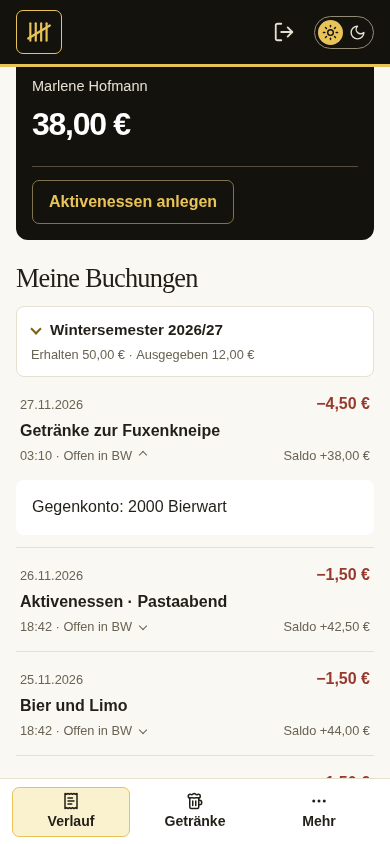 Marlene Hofmann
38,00 €
Aktivenessen anlegen
Meine Buchungen
Wintersemester 2026/27
Erhalten 50,00 € · Ausgegeben 12,00 €
27.11.2026 −4,50 €
Getränke zur Fuxenkneipe
03:10 · Offen in BW Saldo +38,00 €
Gegenkonto: 2000 Bierwart
26.11.2026 −1,50 €
Aktivenessen · Pastaabend
18:42 · Offen in BW Saldo +42,50 €
25.11.2026 −1,50 €
Bier und Limo
18:42 · Offen in BW Saldo +44,00 €
Verlauf Getränke Mehr